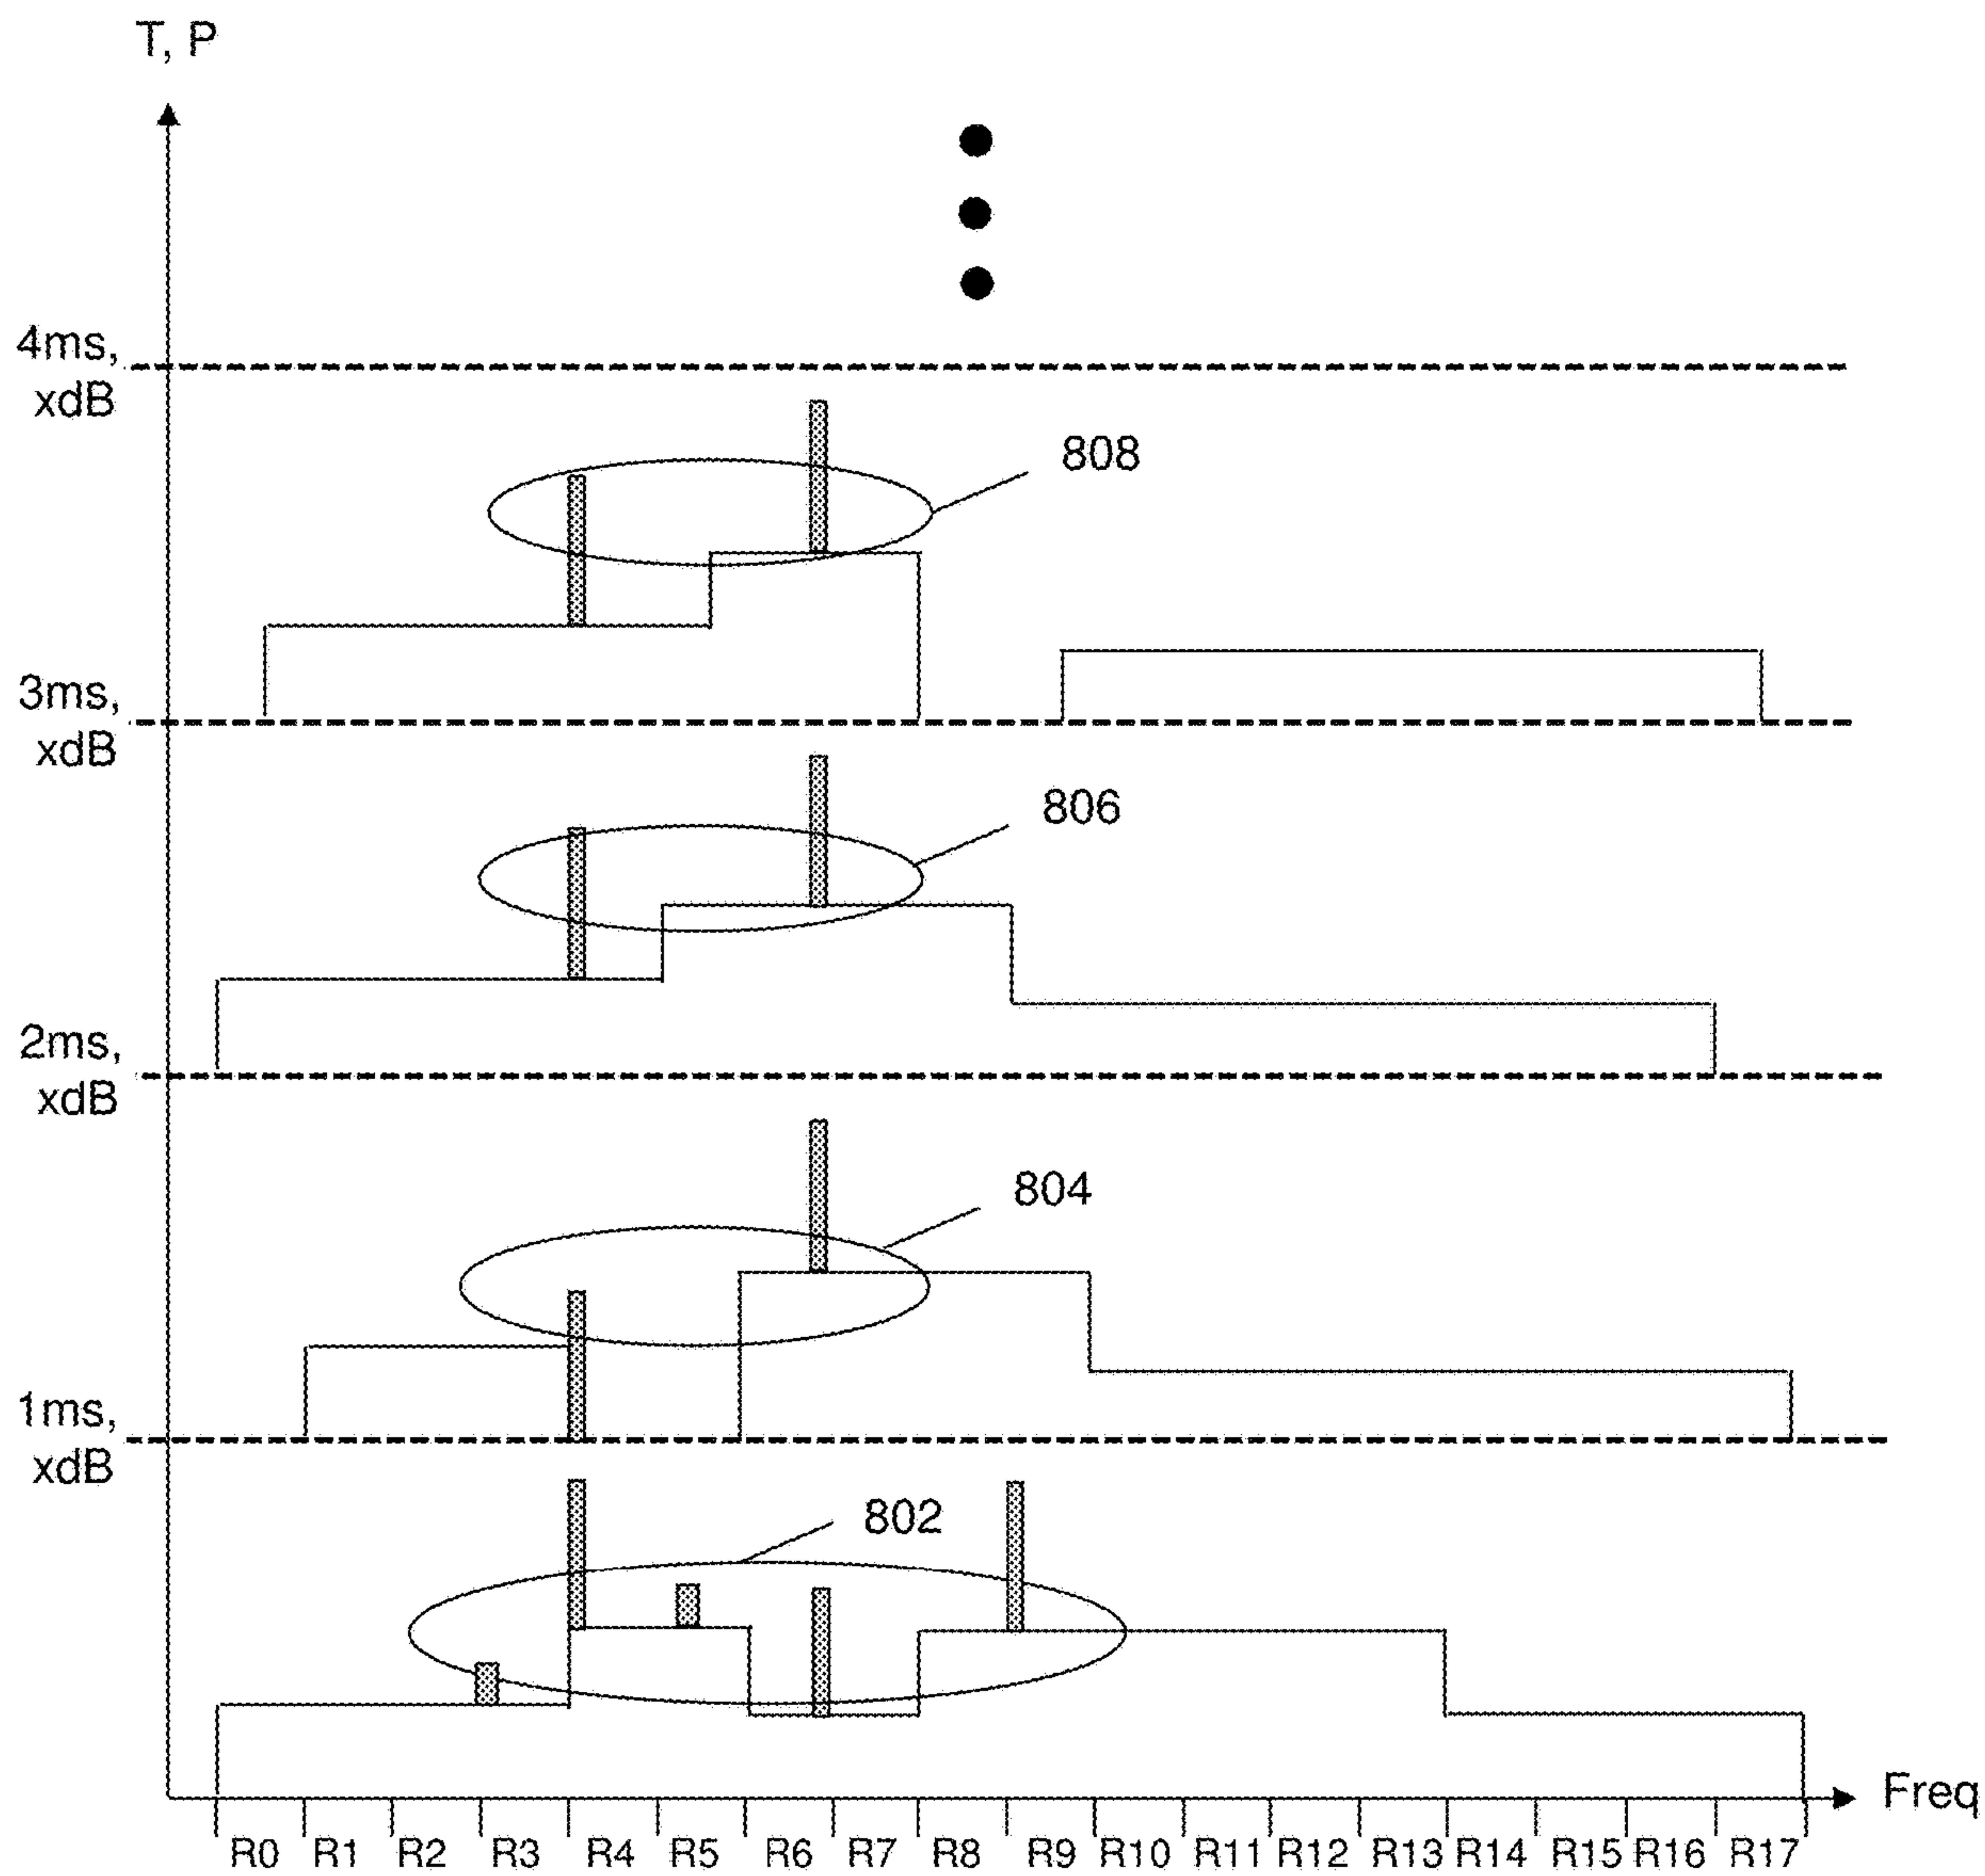 T, P
4ms,
xdB
808
3ms,
xdB
806
2ms,
xdB
804
1ms,
xdB
802
Freq
R0 R1 R2 R3 R4 R5 R6 R7 R8 R9 R10 R11 R12 R13 R14 R15 R16 R17